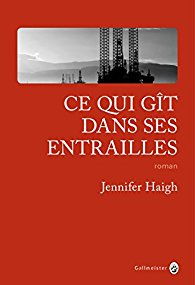 CE QUI GÎT
DANS SES
ENTRAILLES
roman
Jennifer Haigh
Gallmeister